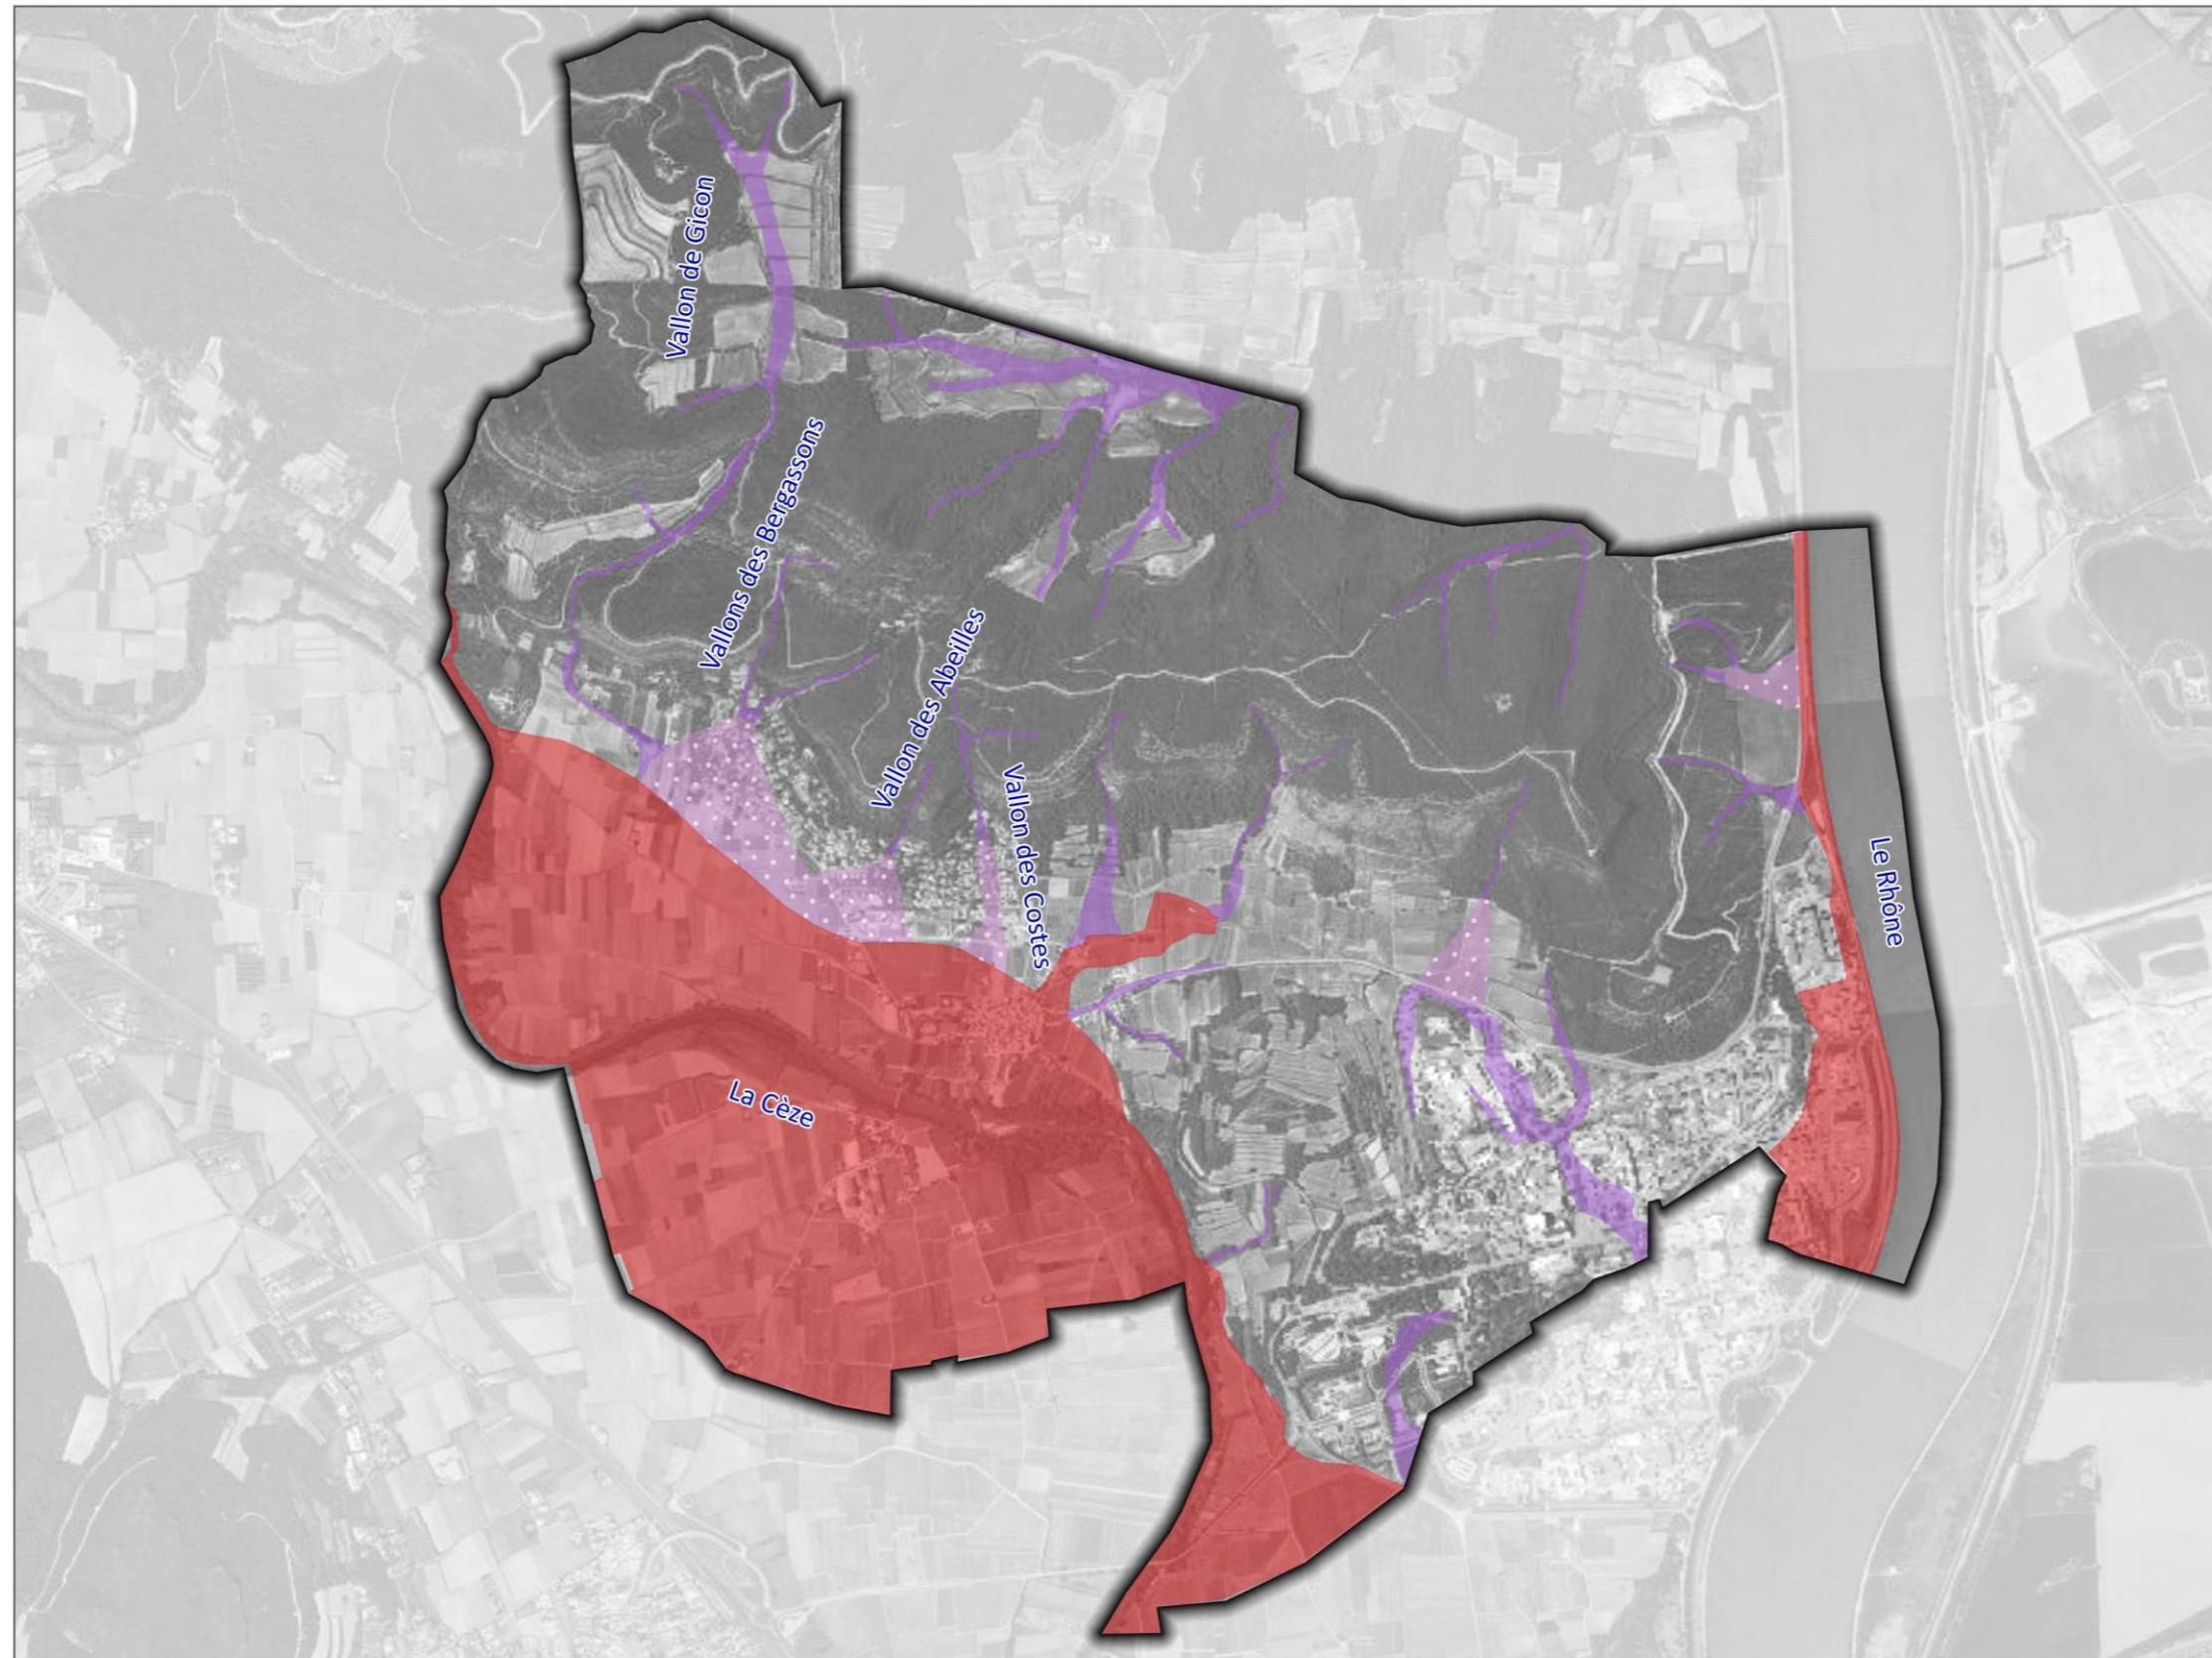 Vallon de Gicon
Vallons des Bergassons
Vallon des Abeilles
Vallon des Costes
Le Rhône
La Cèze